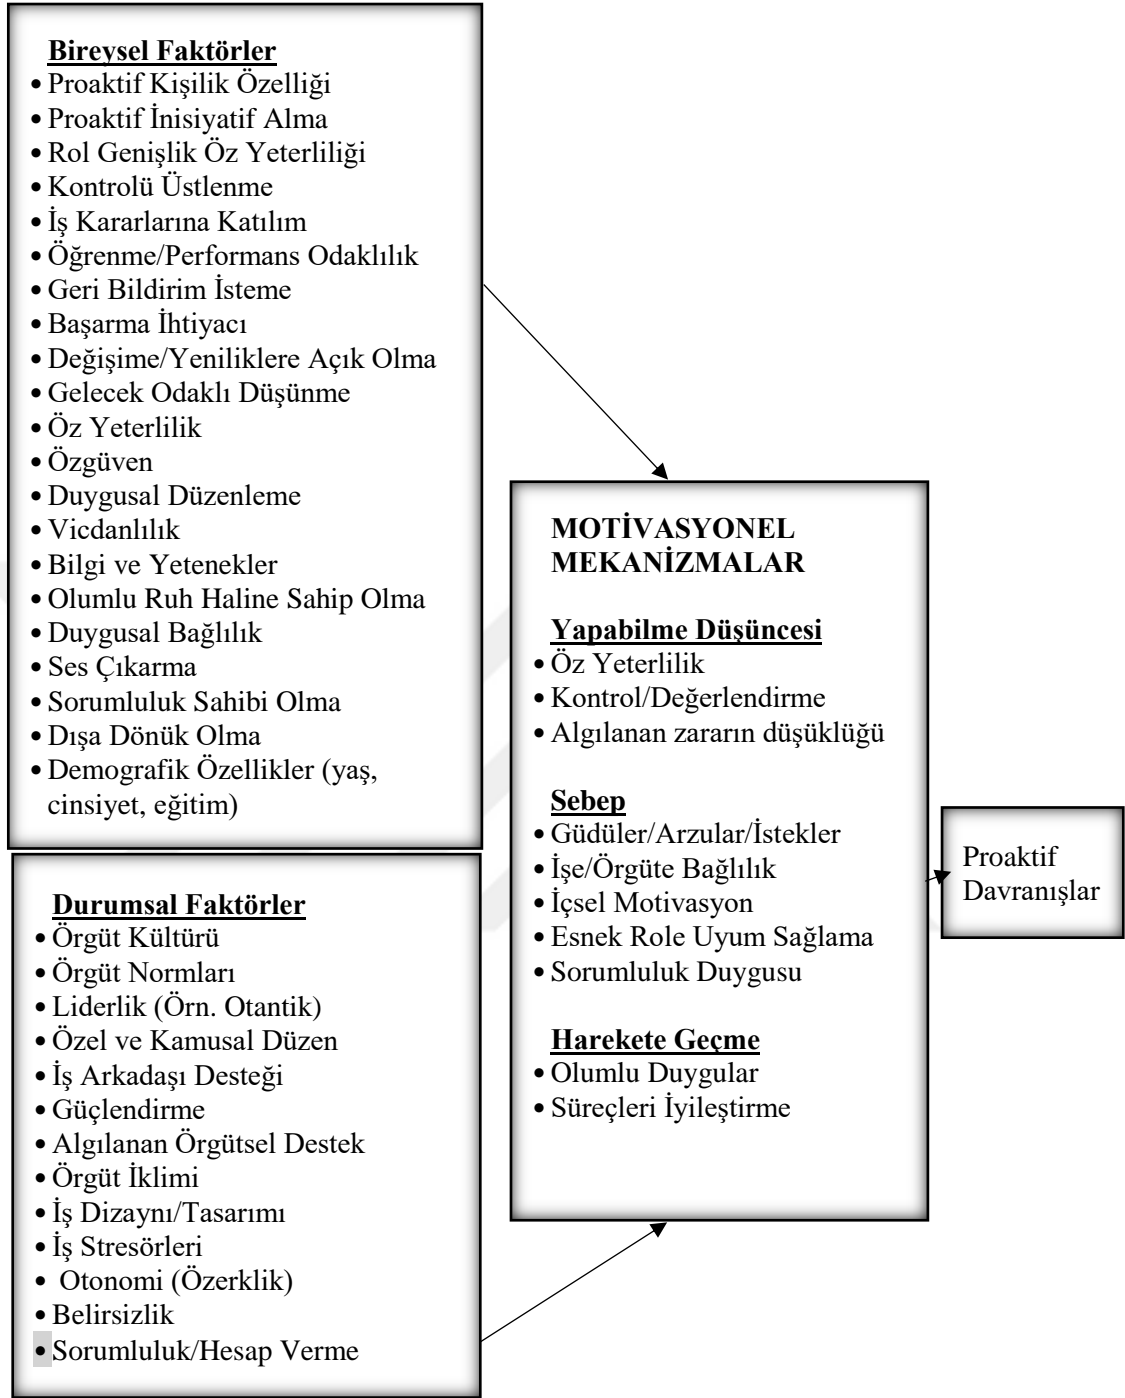 Bireysel Faktörler
• Proaktif Kişilik Özelliği
• Proaktif İnisiyatif Alma
• Rol Genişlik Öz Yeterliliği
• Kontrolü Üstlenme
• İş Kararlarına Katılım
• Öğrenme/Performans Odaklılık
• Geri Bildirim İsteme
• Başarma İhtiyacı
• Değişime/Yeniliklere Açık Olma
• Gelecek Odaklı Düşünme
• Öz Yeterlilik
• Özgüven
• Duygusal Düzenleme
• Vicdanlılık
• Bilgi ve Yetenekler
• Olumlu Ruh Haline Sahip Olma
• Duygusal Bağlılık
• Ses Çıkarma
• Sorumluluk Sahibi Olma
• Dışa Dönük Olma
• Demografik Özellikler (yaş,
cinsiyet, eğitim)
Durumsal Faktörler
• Örgüt Kültürü
• Örgüt Normları
• Liderlik (Örn. Otantik)
• Özel ve Kamusal Düzen
• İş Arkadaşı Desteği
• Güçlendirme
• Algılanan Örgütsel Destek
• Örgüt İklimi
• İş Dizaynı/Tasarımı
• İş Stresörleri
• Otonomi (Özerklik)
• Belirsizlik
• Sorumluluk/Hesap Verme
MOTİVASYONEL
MEKANİZMALAR
Yapabilme Düşüncesi
• Öz Yeterlilik
• Kontrol/Değerlendirme
• Algılanan zararın düşüklüğü
Sebep
• Güdüler/Arzular/İstekler
• İşe/Örgüte Bağlılık
• İçsel Motivasyon
• Esnek Role Uyum Sağlama
• Sorumluluk Duygusu
Harekete Geçme
• Olumlu Duygular
• Süreçleri İyileştirme
Proaktif
Davranışlar